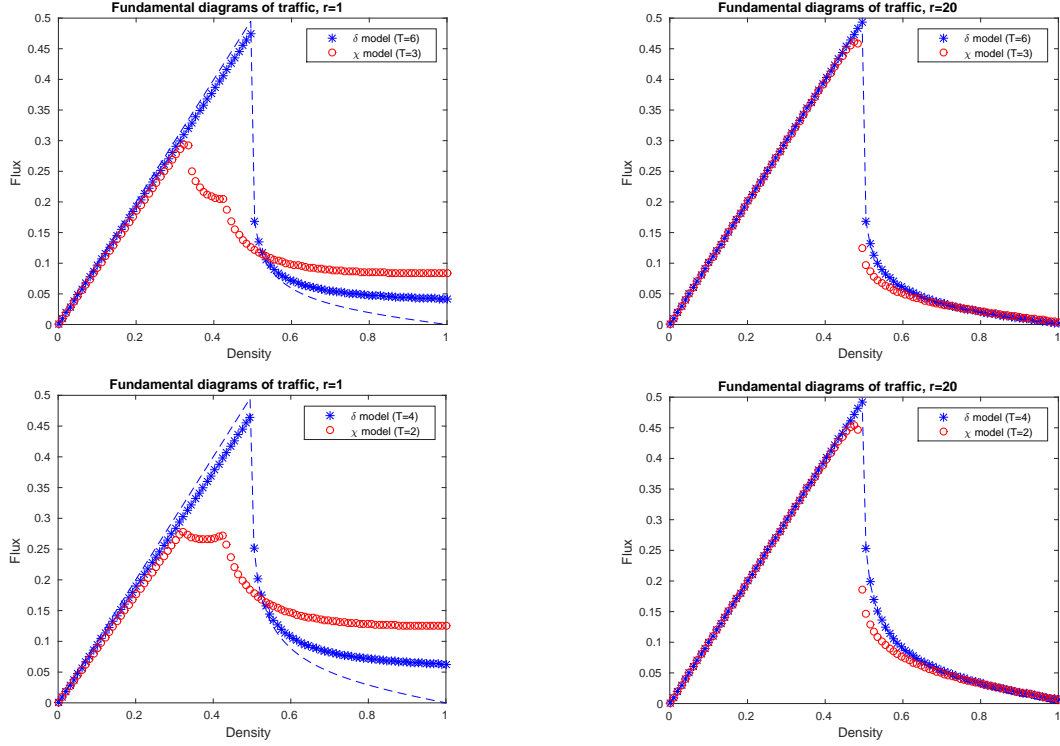 Fundamental diagrams of traffic, r=1
0.5
0.45
0.4
0.35
0.3
0.25
0.2
0.15
0.1
0.05
0
Flux
δ model (T=6)
χ model (T=3)
0 0.2 0.4 0.6 0.8 1
Density
Fundamental diagrams of traffic, r=20
0.5
0.45
0.4
0.35
0.3
0.25
0.2
0.15
0.1
0.05
0
Flux
δ model (T=6)
χ model (T=3)
0 0.2 0.4 0.6 0.8 1
Density
Fundamental diagrams of traffic, r=1
0.5
0.45
0.4
0.35
0.3
0.25
0.2
0.15
0.1
0.05
0
Flux
δ model (T=4)
χ model (T=2)
0 0.2 0.4 0.6 0.8 1
Density
Fundamental diagrams of traffic, r=20
0.5
0.45
0.4
0.35
0.3
0.25
0.2
0.15
0.1
0.05
0
Flux
δ model (T=4)
χ model (T=2)
0 0.2 0.4 0.6 0.8 1
Density